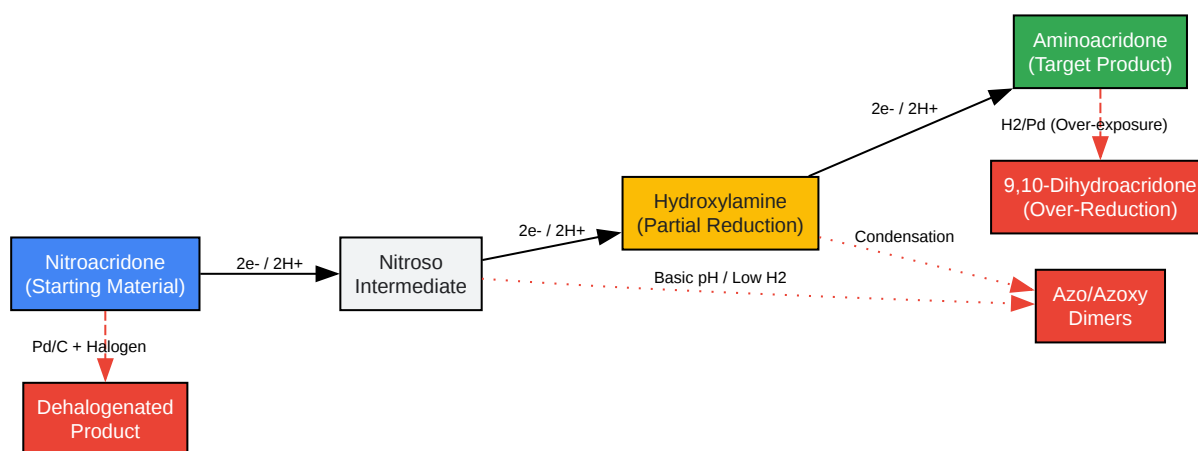 Aminoacridone
(Target Product)
2e- / 2H+
H2/Pd (Over-exposure)
9,10-Dihydroacridone
(Over-Reduction)
Hydroxylamine
(Partial Reduction)
2e- / 2H+
Condensation
Nitroacridone
(Starting Material)
2e- / 2H+
Nitroso
Intermediate
Basic pH / Low H2
Azo/Azoxy
Dimers
Pd/C + Halogen
Dehalogenated
Product